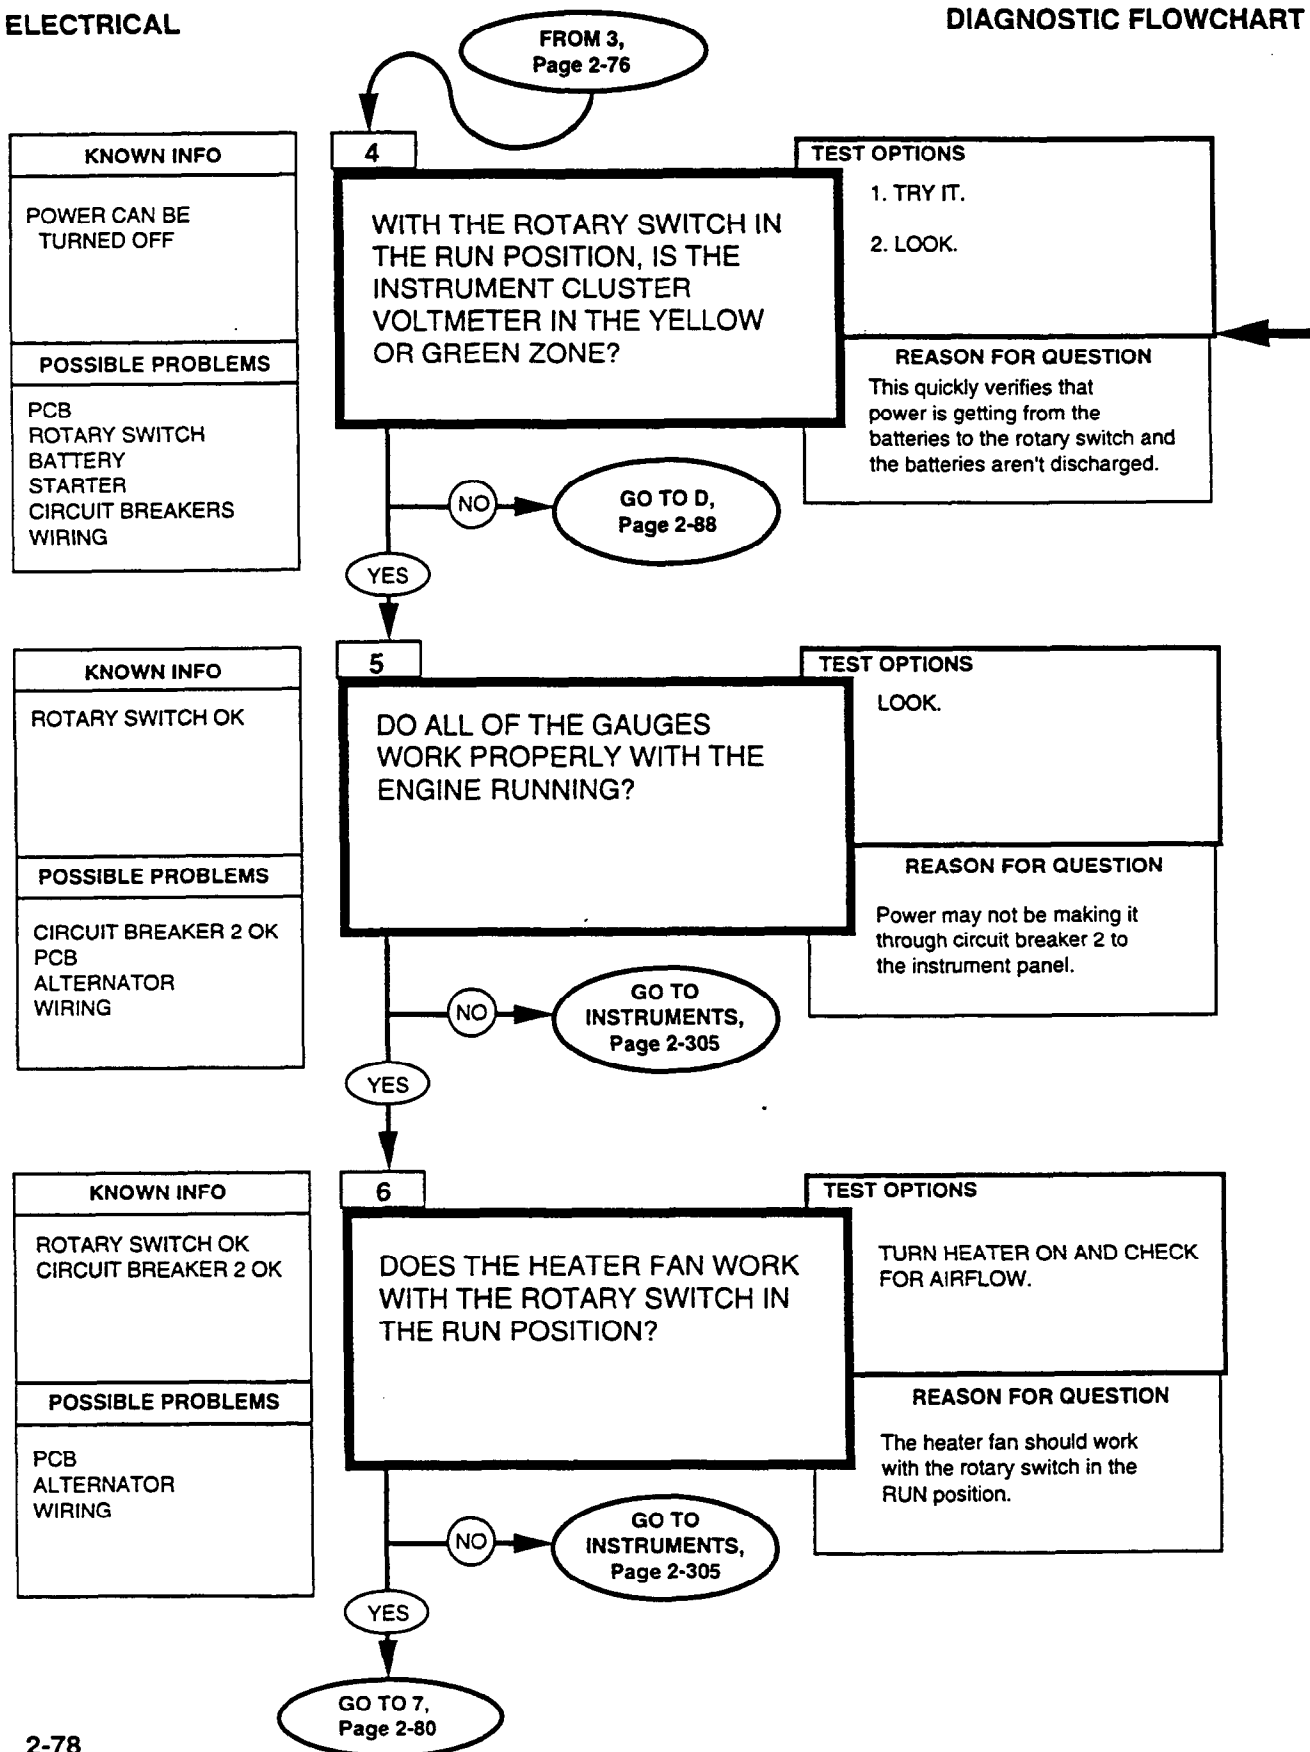 ELECTRICAL
DIAGNOSTIC FLOWCHART
FROM 3,
Page 2-76
KNOWN INFO
POWER CAN BE
TURNED OFF
POSSIBLE PROBLEMS
PCB
ROTARY SWITCH
BATTERY
STARTER
CIRCUIT BREAKERS
WIRING
4
WITH THE ROTARY SWITCH IN
THE RUN POSITION, IS THE
INSTRUMENT CLUSTER
VOLTMETER IN THE YELLOW
OR GREEN ZONE?
TEST OPTIONS
1. TRY IT.
2. LOOK.
REASON FOR QUESTION
This quickly verifies that
power is getting from the
batteries to the rotary switch and
the batteries aren't discharged.
NO
GO TO D,
Page 2-88
YES
KNOWN INFO
ROTARY SWITCH OK
POSSIBLE PROBLEMS
CIRCUIT BREAKER 2 OK
PCB
ALTERNATOR
WIRING
5
DO ALL OF THE GAUGES
WORK PROPERLY WITH THE
ENGINE RUNNING?
TEST OPTIONS
LOOK.
REASON FOR QUESTION
Power may not be making it
through circuit breaker 2 to
the instrument panel.
NO
GO TO
INSTRUMENTS,
Page 2-305
YES
KNOWN INFO
ROTARY SWITCH OK
CIRCUIT BREAKER 2 OK
POSSIBLE PROBLEMS
PCB
ALTERNATOR
WIRING
6
DOES THE HEATER FAN WORK
WITH THE ROTARY SWITCH IN
THE RUN POSITION?
TEST OPTIONS
TURN HEATER ON AND CHECK
FOR AIRFLOW.
REASON FOR QUESTION
The heater fan should work
with the rotary switch in the
RUN position.
NO
GO TO
INSTRUMENTS,
Page 2-305
YES
GO TO 7,
Page 2-80
2-78